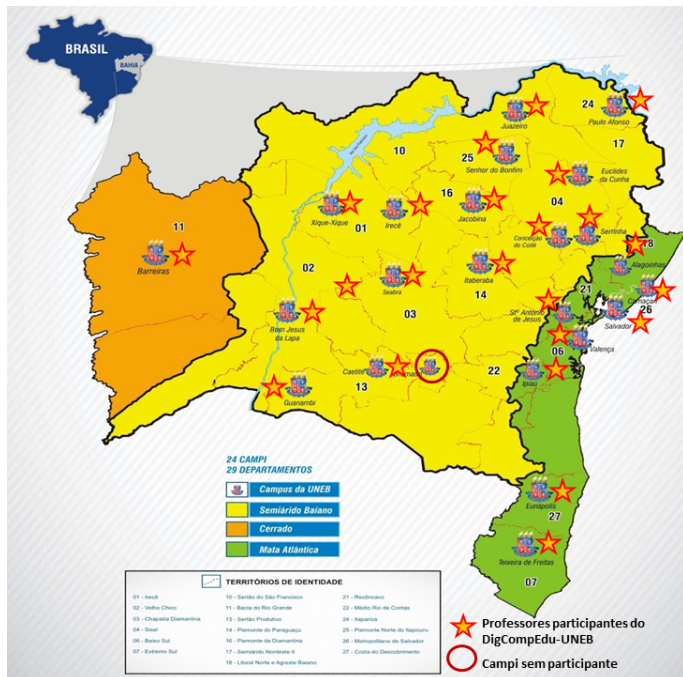 BRASIL
BAHIA
24
Paulo Afonso
Juazeiro
17
10
25
Senhor do Bonfim
Euclides
da Cunha
16
04
Xique-Xique
Irecê
Jacobina
01
Serrinha
Conceição
do Coité
11
Barreiras
8
Alagoinhas
02
Itaberaba
Seabra
14
21
Camaçari
26
Salvador
03
Stº Antônio
de Jesus
Bom Jesus
da Lapa
06
Valença
Caetité
22
Ipiaú
13
Guanambi
24 CAMPI
29 DEPARTAMENTOS
Campus da UNEB
Semiárido Baiano
Cerrado
Mata Atlântica
Eunápolis
27
Teixeira de Freitas
07
TERRITÓRIOS DE IDENTIDADE
01 - Irecê
02 - Velho Chico
03 - Chapada Diamantina
04 - Sisal
06 - Baixo Sul
07 - Extremo Sul
10 - Sertão do São Francisco
11 - Bacia do Rio Grande
13 - Sertão Produtivo
14 - Piemonte do Paraguaçu
16 - Piemonte da Diamantina
17 - Semiárido Nordeste II
18 - Litoral Norte e Agreste Baiano
21 - Recôncavo
22 - Médio Rio de Contas
24 - Itaparica
25 - Piemonte Norte do Itapicuru
26 - Metropolitano de Salvador
27 - Costa do Descobrimento
Professores participantes do
DigCompEdu-UNEB
Campi sem participante